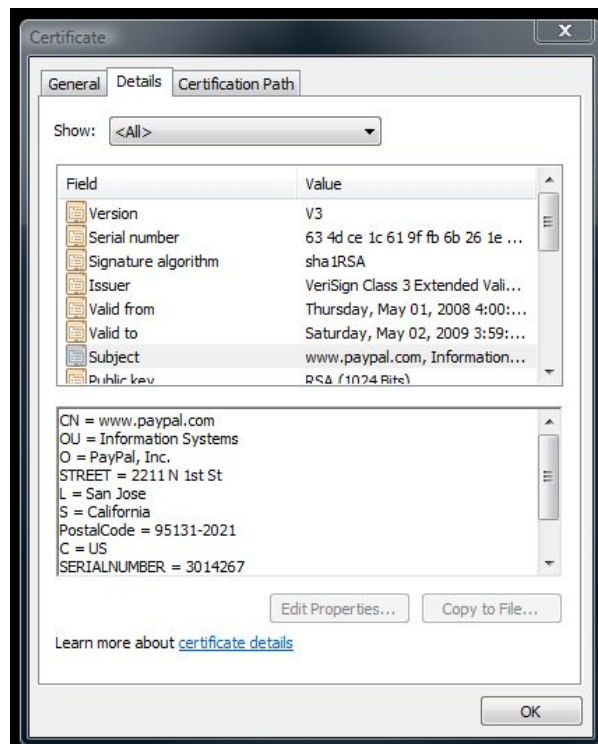 Certificate
X
General Details Certification Path
Show: <All>
Field Value
Version V3
Serial number 63 4d ce 1c 61 9f fb 6b 26 1e ...
Signature algorithm sha1RSA
Issuer VeriSign Class 3 Extended Vali...
Valid from Thursday, May 01, 2008 4:00:...
Valid to Saturday, May 02, 2009 3:59:...
Subject www.paypal.com, Information...
Public key RSA (1024 Bits)
CN = www.paypal.com
OU = Information Systems
O = PayPal, Inc.
STREET = 2211 N 1st St
L = San Jose
S = California
PostalCode = 95131-2021
C = US
SERIALNUMBER = 3014267
Edit Properties... Copy to File...
Learn more about certificate details
OK